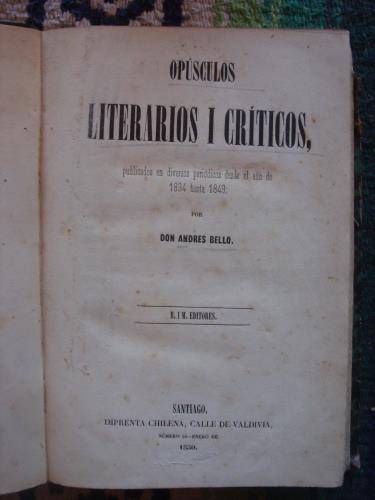 OPÚSCULOS
LITERARIOS I CRÍTICOS,
publicados en diversos periódicos desde el año de
1834 hasta 1849.
POR
DON ANDRES BELLO.
B. I M. EDITORES.
SANTIAGO.
IMPRENTA CHILENA, CALLE DE VALDIVIA,
NÚMERO 21—ENERO DE
1850.